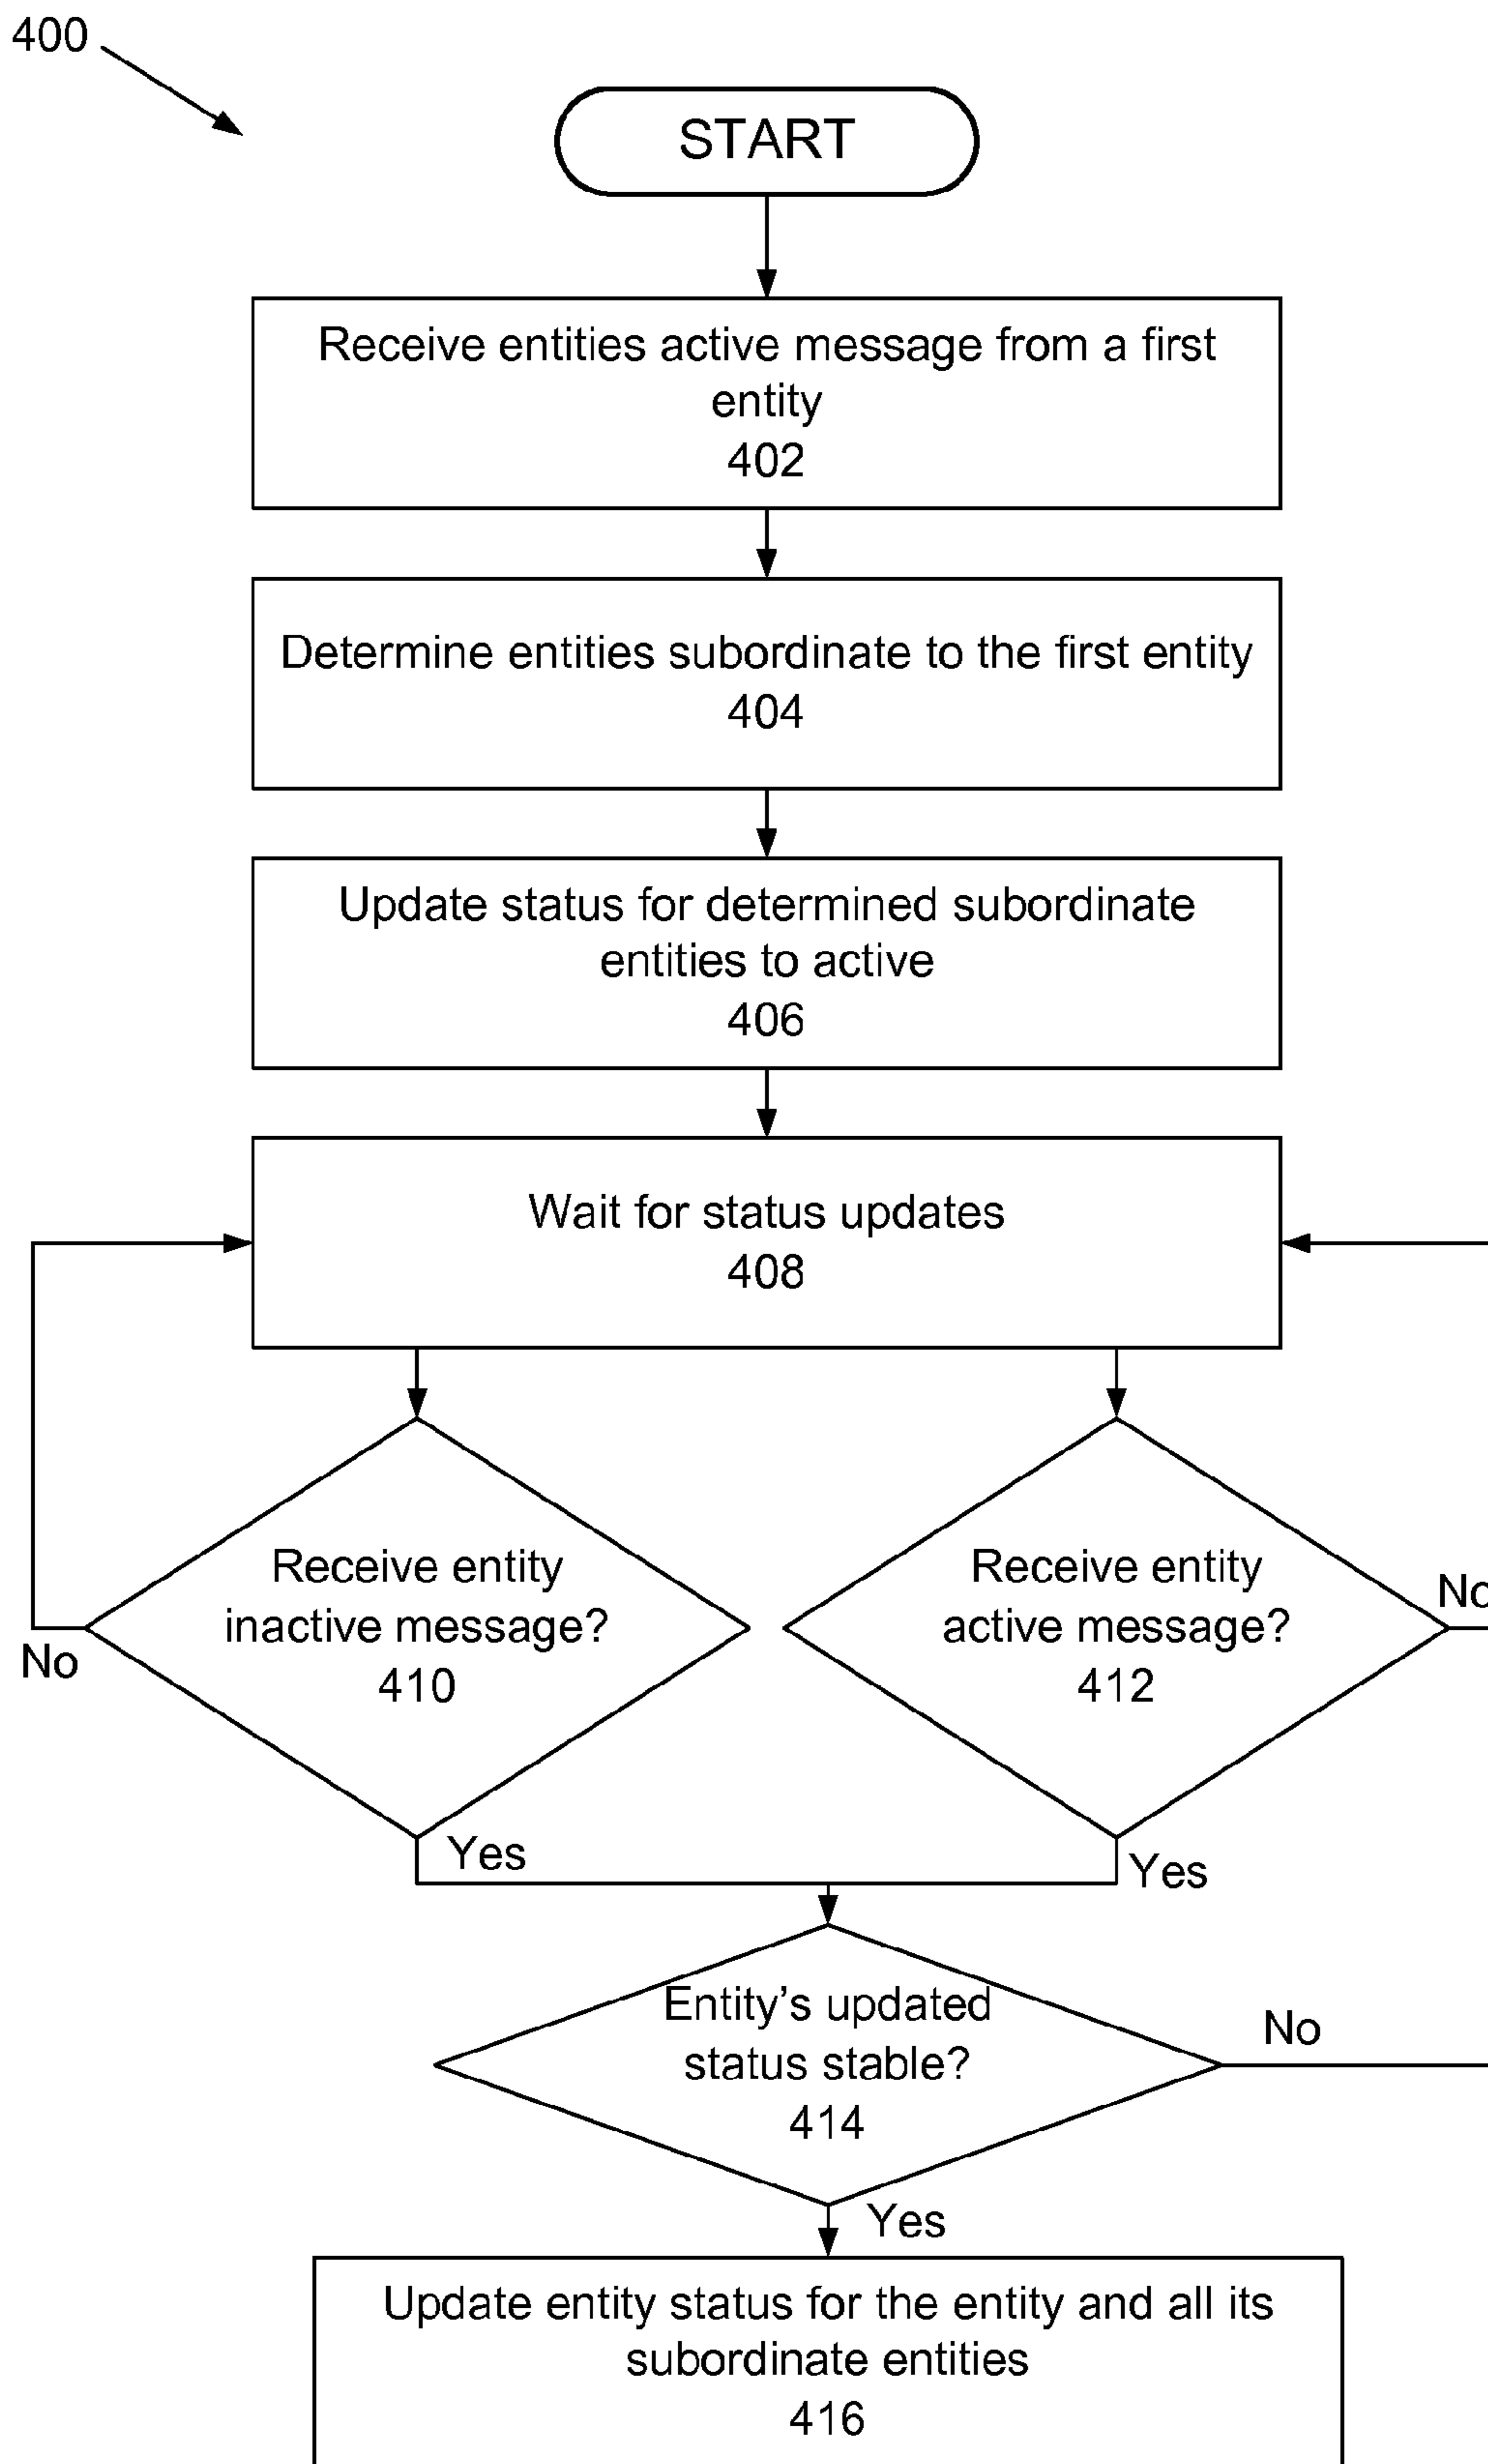 400
START
Receive entities active message from a first
entity
402
Determine entities subordinate to the first entity
404
Update status for determined subordinate
entities to active
406
Wait for status updates
408
Receive entity
inactive message?
410
No
Yes
Receive entity
active message?
412
No
Yes
Entity's updated
status stable?
414
No
Yes
Update entity status for the entity and all its
subordinate entities
416